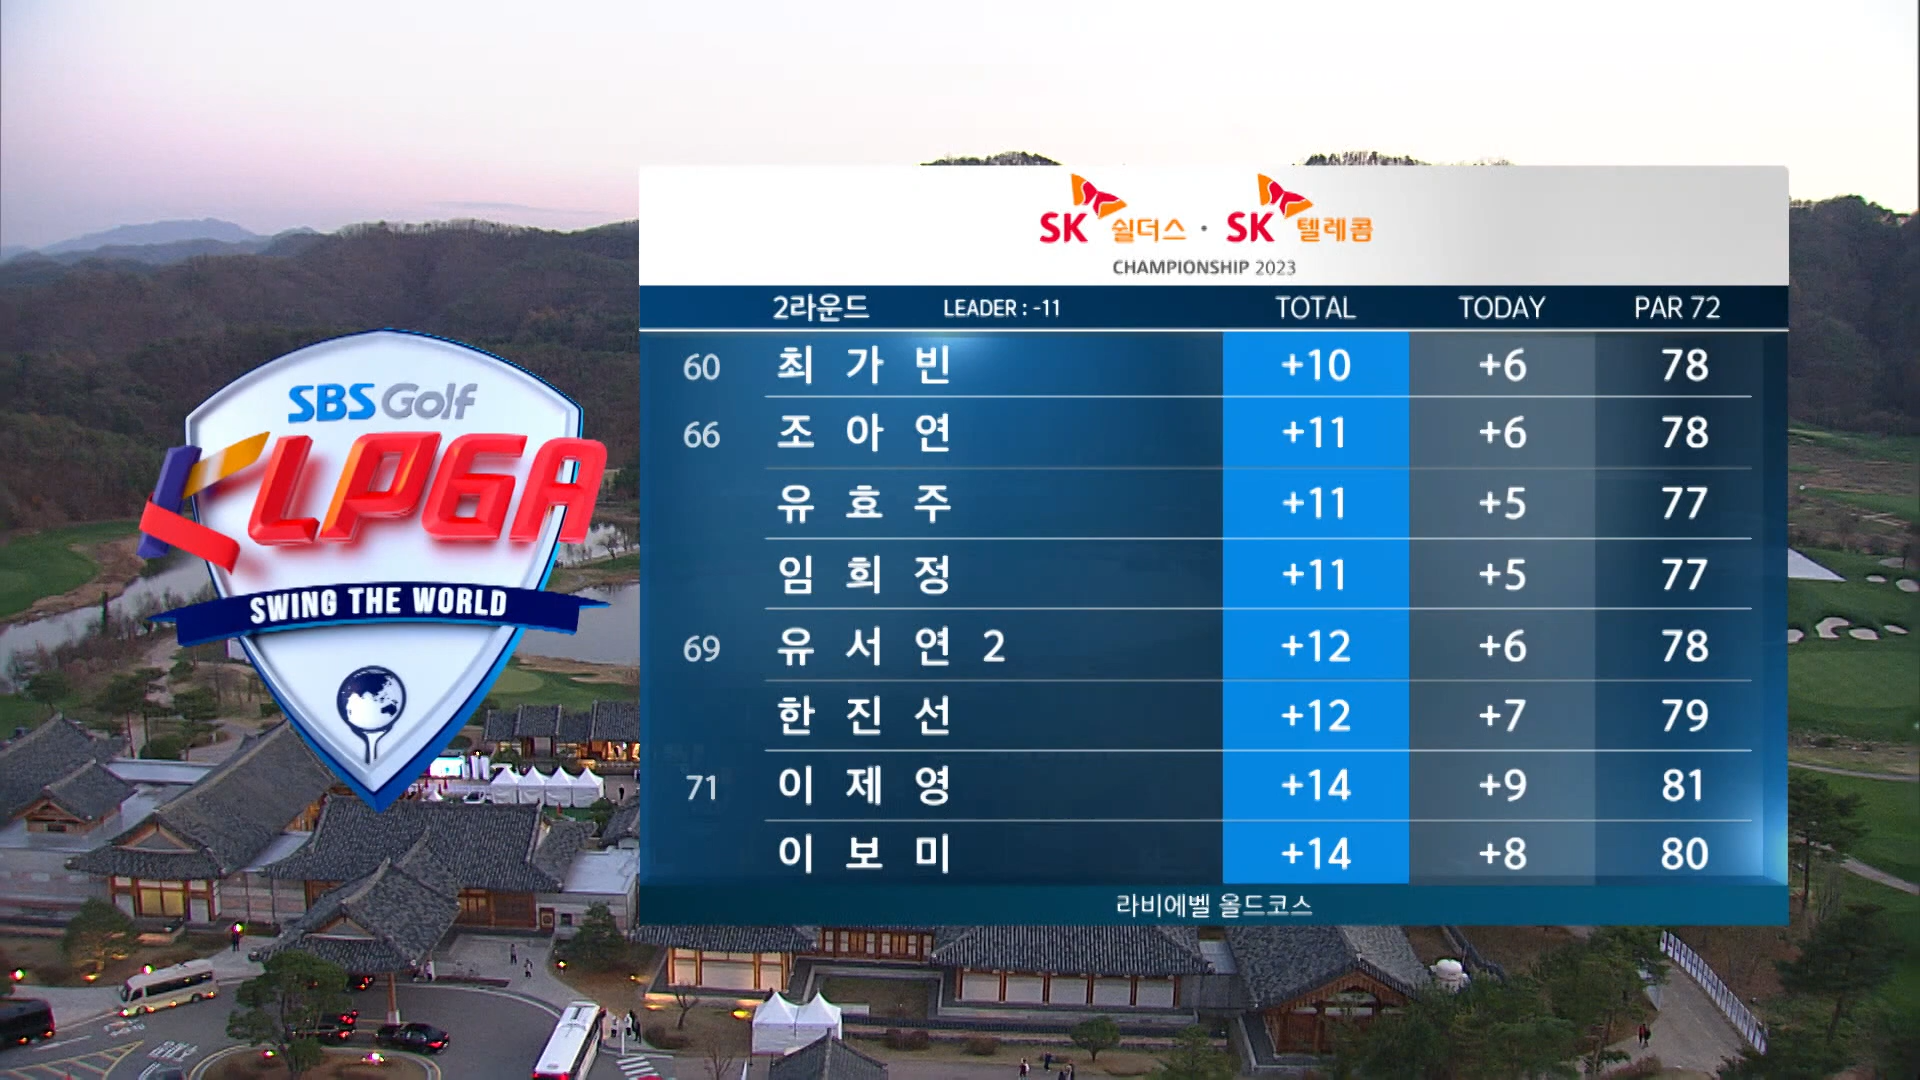 SBS Golf
KLPGA
SWING THE WORLD
SK 쉴더스 · SK 텔레콤
CHAMPIONSHIP 2023
2라운드 LEADER : -11 TOTAL TODAY PAR 72
60 최 가 빈 +10 +6 78
66 조 아 연 +11 +6 78
유 효 주 +11 +5 77
임 희 정 +11 +5 77
69 유 서 연 2 +12 +6 78
한 진 선 +12 +7 79
71 이 제 영 +14 +9 81
이 보 미 +14 +8 80
라비에벨 올드코스